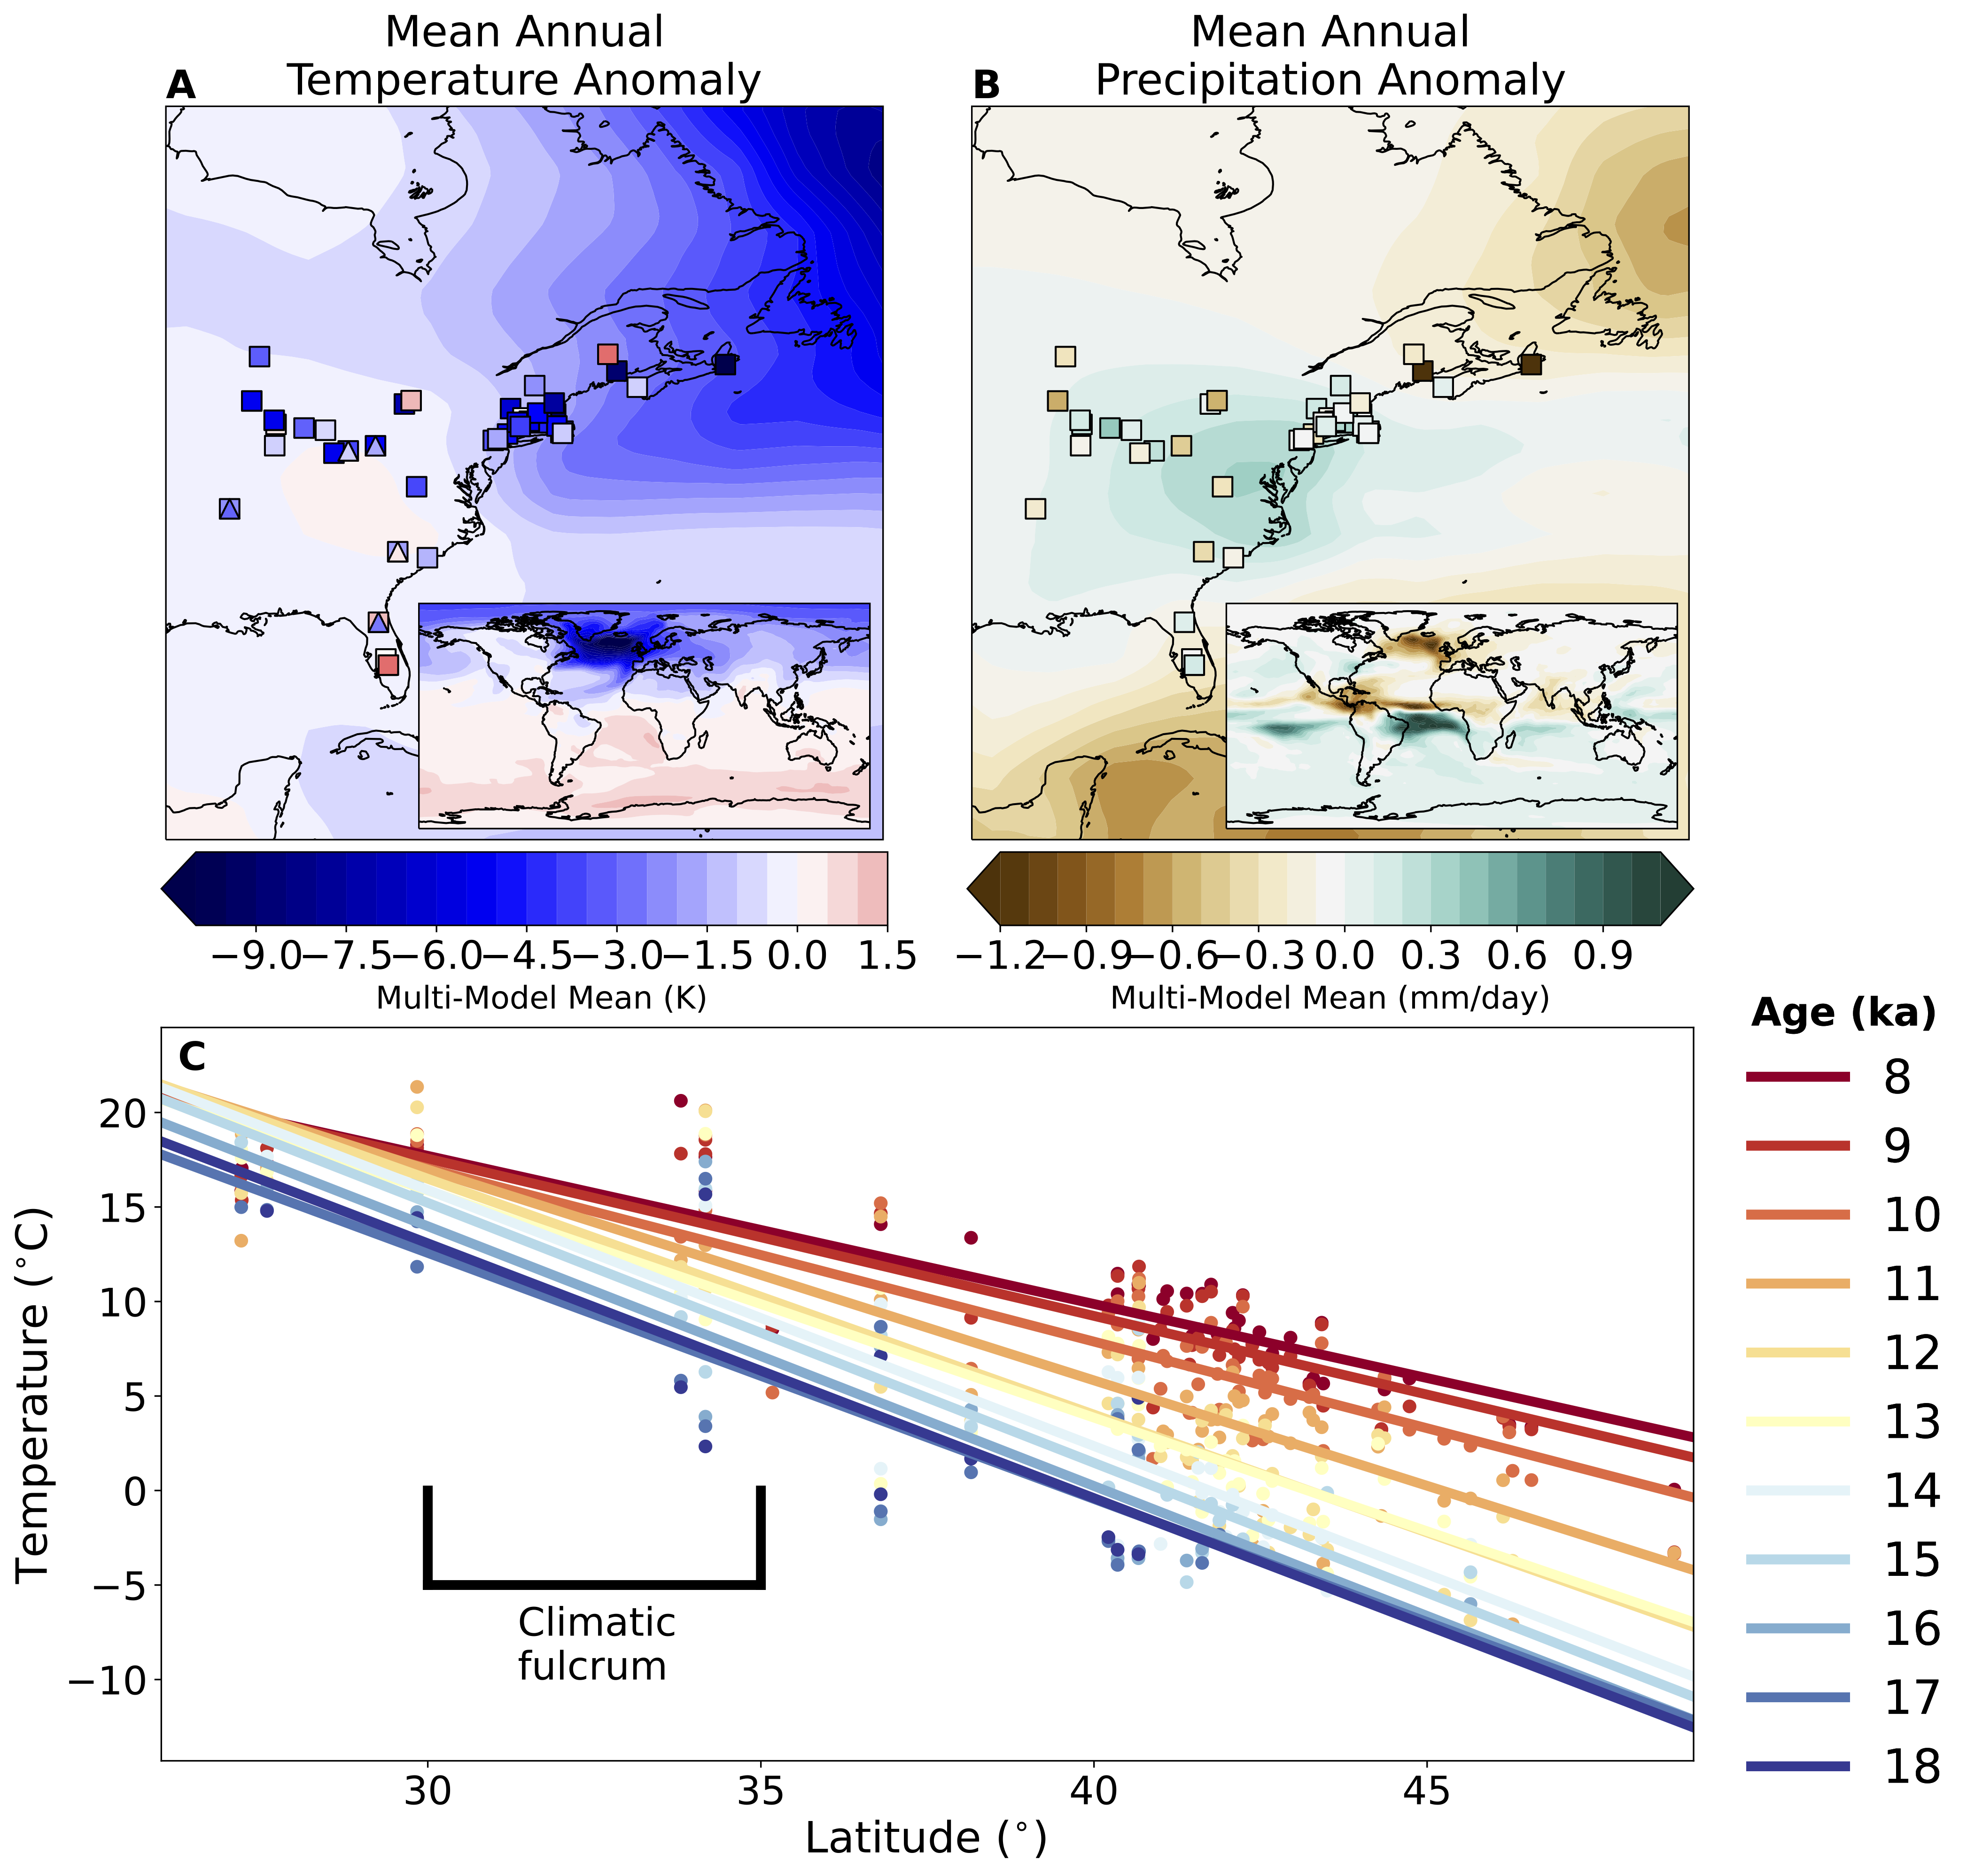 Mean Annual
Temperature Anomaly
A
Mean Annual
Precipitation Anomaly
B
−9.0 −7.5 −6.0 −4.5 −3.0 −1.5 0.0 1.5
Multi-Model Mean (K)
−1.2 −0.9 −0.6 −0.3 0.0 0.3 0.6 0.9
Multi-Model Mean (mm/day)
C
Temperature (°C)
20
15
10
5
0
−5
−10
Climatic
fulcrum
30 35 40 45
Latitude (°)
Age (ka)
8
9
10
11
12
13
14
15
16
17
18